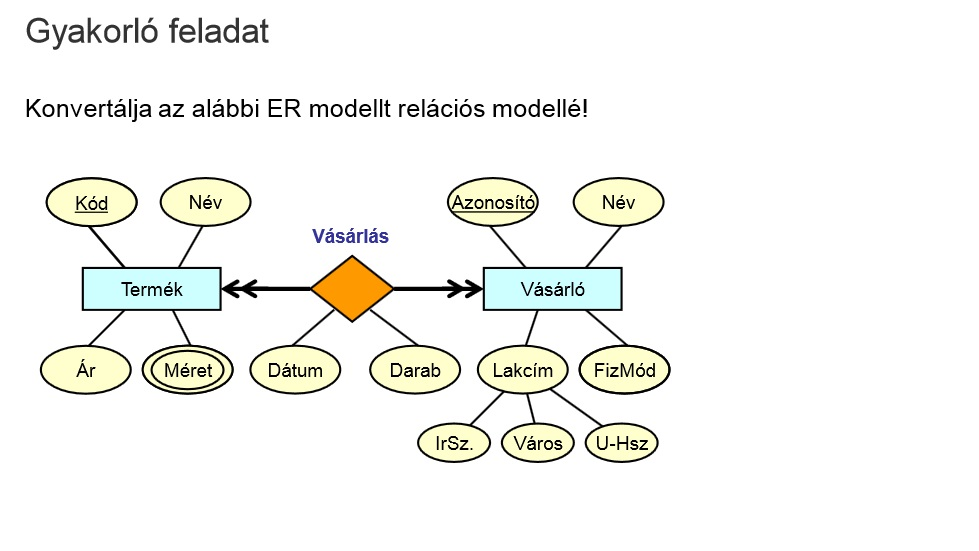 Gyakorló feladat
Konvertálja az alábbi ER modellt relációs modellé!
Kód
Név
Azonosító
Név
Vásárlás
Termék
Vásárló
Ár
Méret
Dátum
Darab
Lakcím
FizMód
IrSz.
Város
U-Hsz